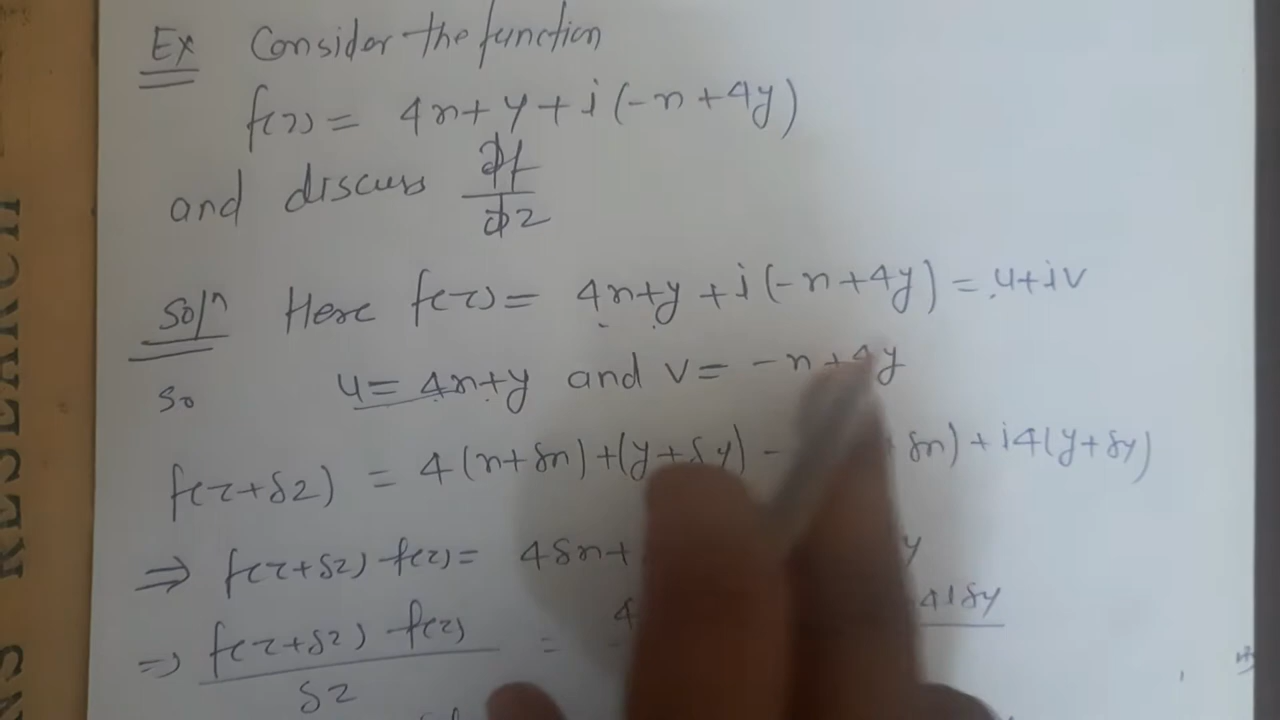 Ex Consider the function
f(z) = 4x + y + i(-x + 4y)
and discuss df/dz
Soln Here f(z) = 4x+y + i(-x+4y) = u+iv
So u = 4x+y and v = -x+4y
f(z+δz) = 4(x+δx)+(y+δy) - δx)+i4(y+δy)
⇒ f(z+δz)-f(z) = 4δx+ y
⇒ f(z+δz)-f(z)/δz = 4 4iδy
RESEARCH